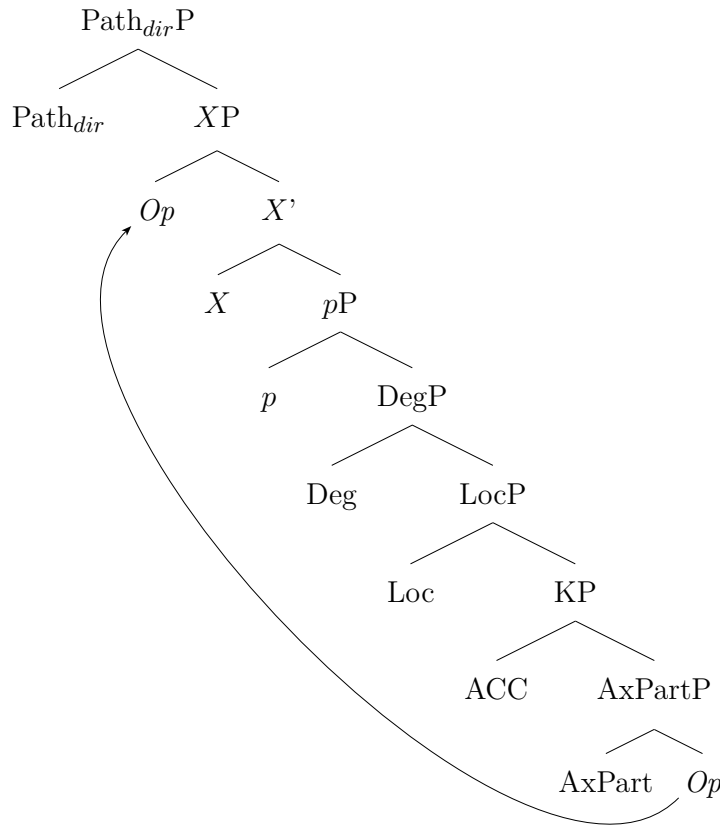 Path_dirP
Path_dir XP
Op X’
X pP
p DegP
Deg LocP
Loc KP
ACC AxPartP
AxPart Op